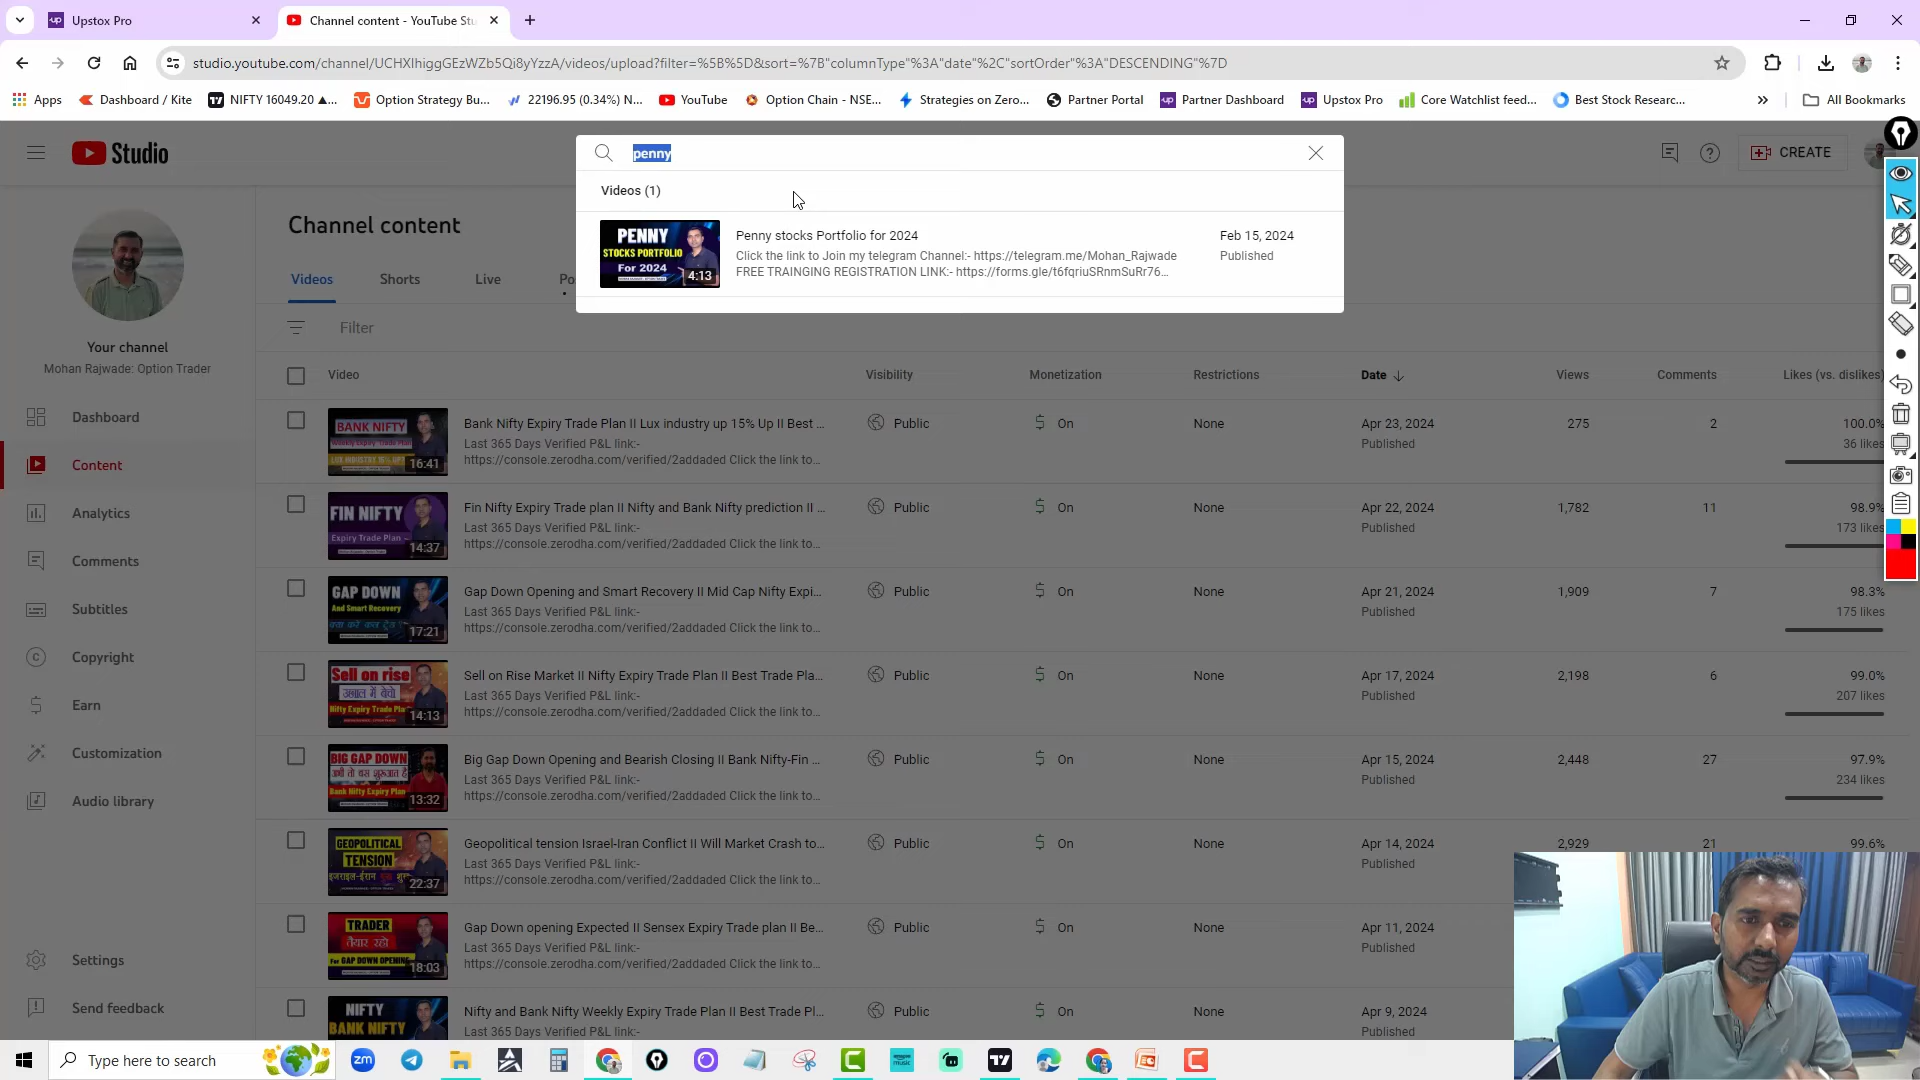 Upstox Pro
Channel content - YouTube Stu
studio.youtube.com/channel/UCHXIhiggGEzWZb5Qi8yYzzA/videos/upload?filter=%5B%5D&sort=%7B"columnType"%3A"date"%2C"sortOrder"%3A"DESCENDING"%7D
Apps
Dashboard / Kite
NIFTY 16049.20 ▲...
Option Strategy Bu...
22196.95 (0.34%) N...
YouTube
Option Chain - NSE...
Strategies on Zero...
Partner Portal
Partner Dashboard
Upstox Pro
Core Watchlist feed...
Best Stock Researc...
All Bookmarks
Studio
penny
CREATE
Videos (1)
PENNY
STOCKS PORTFOLIO
For 2024
4:13
Penny stocks Portfolio for 2024
Click the link to Join my telegram Channel:- https://telegram.me/Mohan_Rajwade
FREE TRAINGING REGISTRATION LINK:- https://forms.gle/t6fqriuSRnmSuRr76...
Feb 15, 2024
Published
Channel content
Videos
Shorts
Live
Po
Filter
Your channel
Mohan Rajwade: Option Trader
Dashboard
Content
Analytics
Comments
Subtitles
Copyright
Earn
Customization
Audio library
Settings
Send feedback
Video
Visibility
Monetization
Restrictions
Date
Views
Comments
Likes (vs. dislikes)
BANK NIFTY
Weekly Expiry Trade Plan
LUX INDUSTRY 15% UP
16:41
Bank Nifty Expiry Trade Plan II Lux industry up 15% Up II Best ...
Last 365 Days Verified P&L link:-
https://console.zerodha.com/verified/2addaded Click the link to...
Public
On
None
Apr 23, 2024
Published
275
2
100.0%
36 likes
FIN NIFTY
Expiry Trade Plan
14:37
Fin Nifty Expiry Trade plan II Nifty and Bank Nifty prediction II ...
Last 365 Days Verified P&L link:-
https://console.zerodha.com/verified/2addaded Click the link to...
Public
On
None
Apr 22, 2024
Published
1,782
11
98.9%
173 likes
GAP DOWN
And Smart Recovery
17:21
Gap Down Opening and Smart Recovery II Mid Cap Nifty Expi...
Last 365 Days Verified P&L link:-
https://console.zerodha.com/verified/2addaded Click the link to...
Public
On
None
Apr 21, 2024
Published
1,909
7
98.3%
175 likes
Sell on rise
उछाल में बेचो
Nifty Expiry Trade Pla
14:13
Sell on Rise Market II Nifty Expiry Trade Plan II Best Trade Pla...
Last 365 Days Verified P&L link:-
https://console.zerodha.com/verified/2addaded Click the link to...
Public
On
None
Apr 17, 2024
Published
2,198
6
99.0%
207 likes
BIG GAP DOWN
अभी तो बस शुरुआत है
Bank Nifty Expiry Plan
13:32
Big Gap Down Opening and Bearish Closing II Bank Nifty-Fin ...
Last 365 Days Verified P&L link:-
https://console.zerodha.com/verified/2addaded Click the link to...
Public
On
None
Apr 15, 2024
Published
2,448
27
97.9%
234 likes
GEOPOLITICAL
TENSION
22:37
Geopolitical tension Israel-Iran Conflict II Will Market Crash to...
Last 365 Days Verified P&L link:-
https://console.zerodha.com/verified/2addaded Click the link to...
Public
On
None
Apr 14, 2024
2,929
21
99.6%
TRADER
तैयार रहो
For GAP DOWN OPENING
18:03
Gap Down opening Expected II Sensex Expiry Trade plan II Be...
Last 365 Days Verified P&L link:-
https://console.zerodha.com/verified/2addaded Click the link to...
Public
On
None
Apr 11, 2024
Published
NIFTY
BANK NIFTY
Nifty and Bank Nifty Weekly Expiry Trade Plan II Best Trade Pl...
Last 365 Days Verified P&L link:-
Public
On
None
Apr 9, 2024
Published
Type here to search